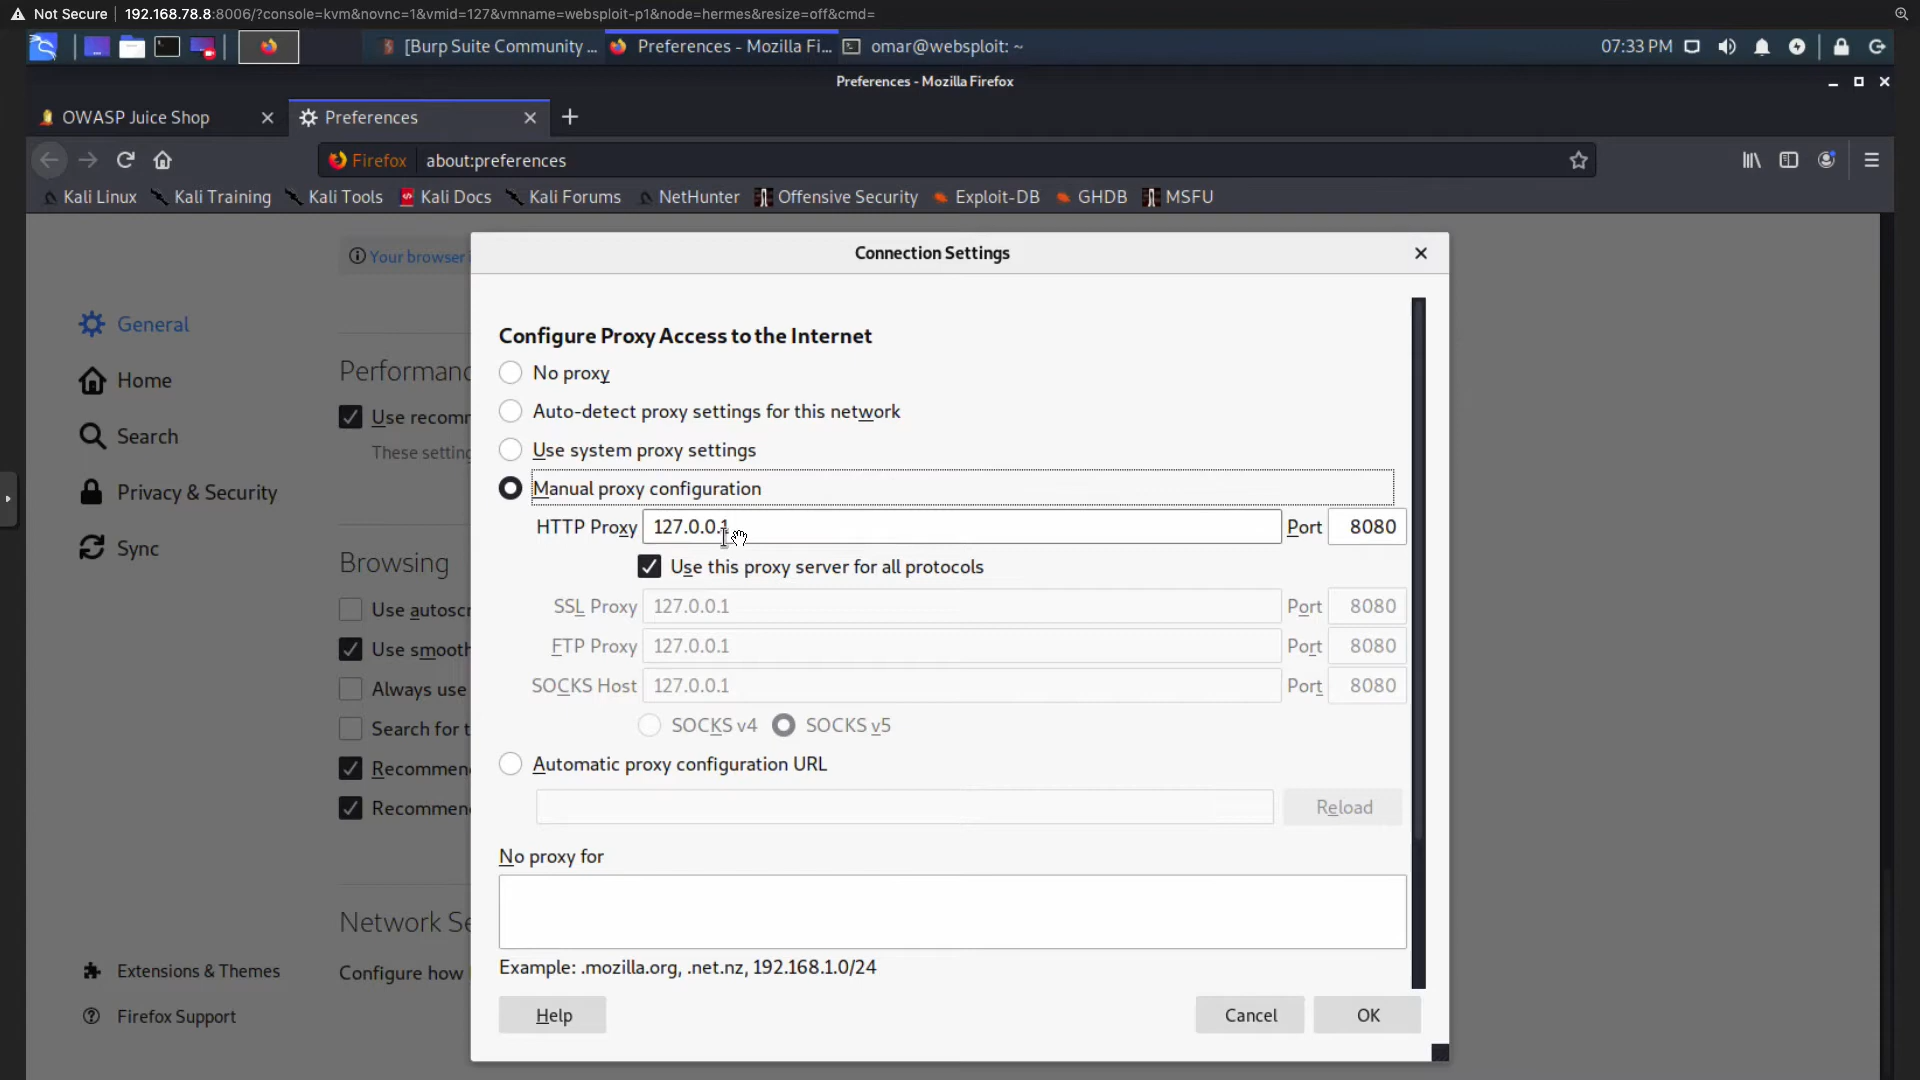 Not Secure 192.168.78.8:8006/?console=kvm&novnc=1&vmid=127&vmname=websploit-p1&node=hermes&resize=off&cmd=
[Burp Suite Community ... Preferences - Mozilla Fi... omar@websploit: ~ 07:33 PM
Preferences - Mozilla Firefox
OWASP Juice Shop Preferences
Firefox about:preferences
Kali Linux Kali Training Kali Tools Kali Docs Kali Forums NetHunter Offensive Security Exploit-DB GHDB MSFU
Connection Settings
Your browser
General
Home
Search
Privacy & Security
Sync
Extensions & Themes
Firefox Support
Performanc
Use recomm
These setting
Browsing
Use autoscr
Use smooth
Always use
Search for t
Recommend
Recommend
Network Se
Configure how
Configure Proxy Access to the Internet
No proxy
Auto-detect proxy settings for this network
Use system proxy settings
Manual proxy configuration
HTTP Proxy 127.0.0.1 Port 8080
Use this proxy server for all protocols
SSL Proxy 127.0.0.1 Port 8080
FTP Proxy 127.0.0.1 Port 8080
SOCKS Host 127.0.0.1 Port 8080
SOCKS v4 SOCKS v5
Automatic proxy configuration URL
Reload
No proxy for
Example: .mozilla.org, .net.nz, 192.168.1.0/24
Help Cancel OK